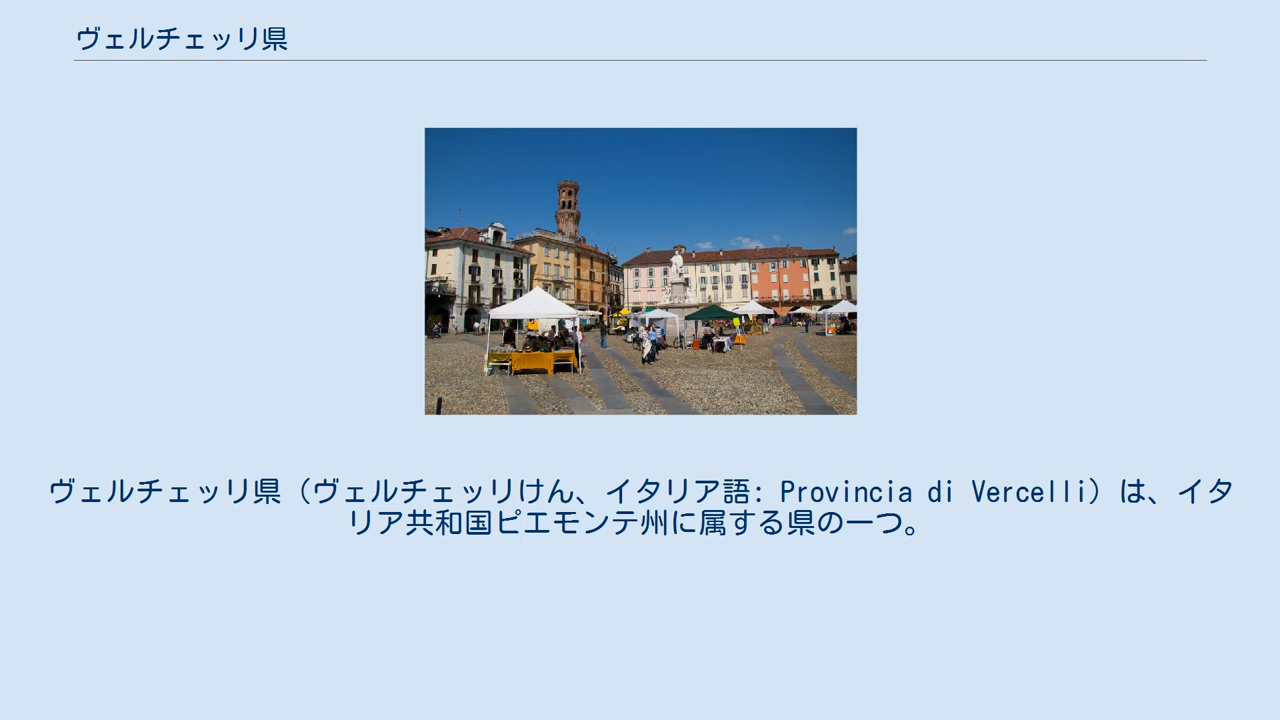 ヴェルチェッリ県
ヴェルチェッリ県（ヴェルチェッリけん、イタリア語: Provincia di Vercelli）は、イタ
リア共和国ピエモンテ州に属する県の一つ。